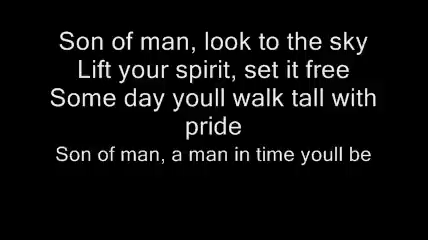 Son of man, look to the sky
Lift your spirit, set it free
Some day youll walk tall with
pride
Son of man, a man in time youll be